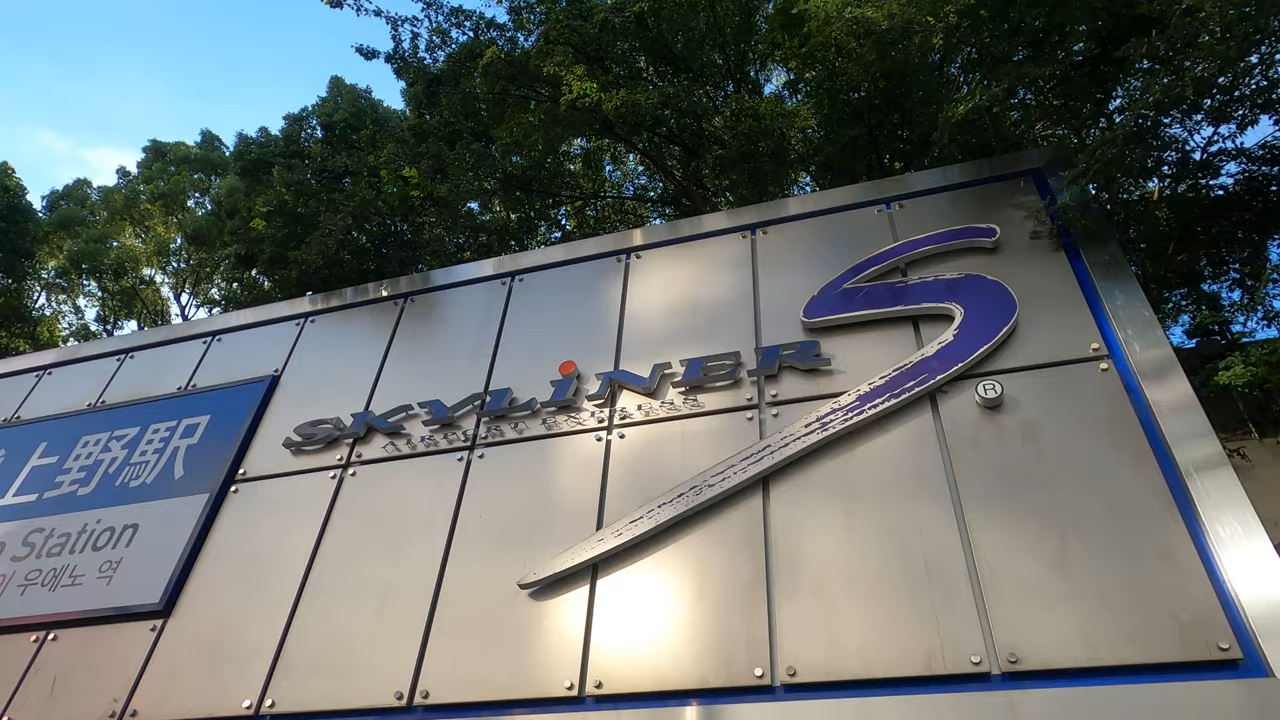 上野駅
Station
우에노 역
SKYLiNER
AIRPORT EXPRESS
®